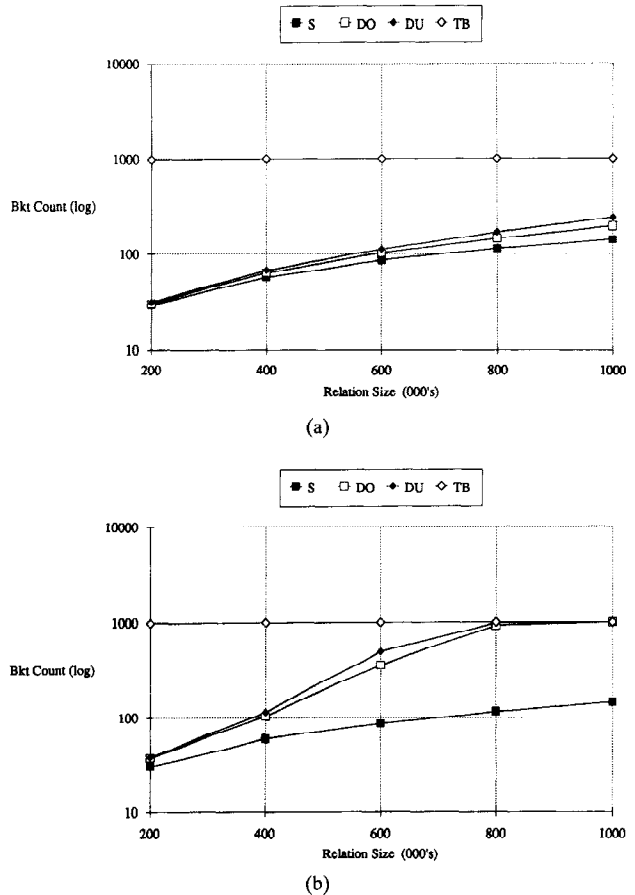 S DO DU TB
10000
1000
Bkt Count (log)
100
10
200 400 600 800 1000
Relation Size (000's)
(a)
S DO DU TB
10000
1000
Bkt Count (log)
100
10
200 400 600 800 1000
Relation Size (000's)
(b)